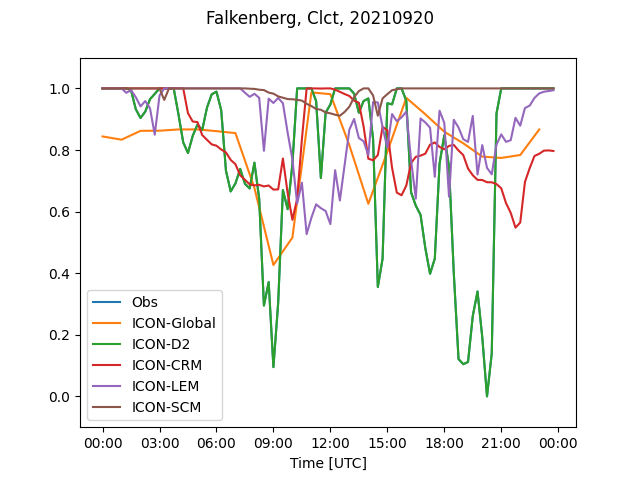 Falkenberg, Clct, 20210920
1.0
0.8
0.6
0.4
0.2
0.0
Obs
ICON-Global
ICON-D2
ICON-CRM
ICON-LEM
ICON-SCM
00:00 03:00 06:00 09:00 12:00 15:00 18:00 21:00 00:00
Time [UTC]